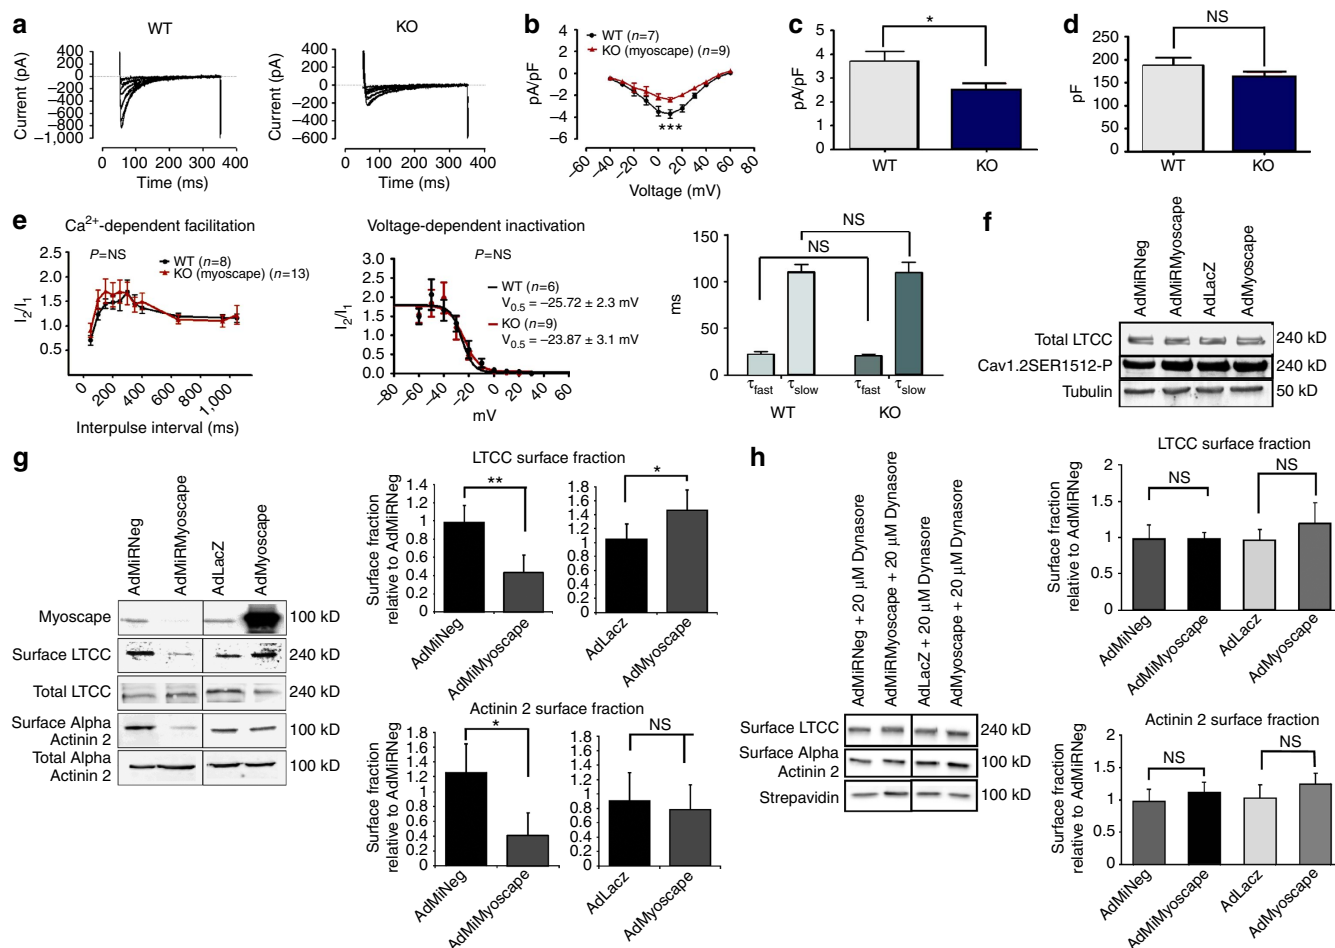 a
WT
Current (pA)
400
200
0
−200
−400
−600
−800
−1,000
0
100
200
300
400
Time (ms)
KO
Current (pA)
400
200
0
−200
−400
−600
0
100
200
300
400
Time (ms)
b
WT (n=7)
KO (myoscape) (n=9)
pA/pF
4
2
0
−2
−4
−6
***
−60
−40
−20
0
20
40
60
80
Voltage (mV)
c
*
pA/pF
5
4
3
2
1
0
WT
KO
d
NS
pF
250
200
150
100
50
0
WT
KO
e
Ca2+-dependent facilitation
P=NS
WT (n=8)
KO (myoscape) (n=13)
I2/I1
2.5
2.0
1.5
1.0
0.5
0
200
400
600
800
1,000
Interpulse interval (ms)
Voltage-dependent inactivation
P=NS
WT (n=6)
V0.5 = −25.72 ± 2.3 mV
KO (n=9)
V0.5 = −23.87 ± 3.1 mV
I2/I1
3.0
2.5
2.0
1.5
1.0
0.5
0.0
−80
−60
−40
−20
0
20
40
60
mV
NS
NS
ms
150
100
50
0
τfast
τslow
τfast
τslow
WT
KO
f
AdMiRNeg
AdMiRMyoscape
AdLacZ
AdMyoscape
Total LTCC
240 kD
Cav1.2SER1512-P
240 kD
Tubulin
50 kD
g
AdMiRNeg
AdMiRMyoscape
AdLacZ
AdMyoscape
Myoscape
100 kD
Surface LTCC
240 kD
Total LTCC
240 kD
Surface Alpha
Actinin 2
100 kD
Total Alpha
Actinin 2
100 kD
LTCC surface fraction
Surface fraction
relative to AdMiRNeg
1.4
1.2
1
0.8
0.6
0.4
0.2
0
**
AdMiNeg
AdMiMyoscape
1.8
1.6
1.4
1.2
1
0.8
0.6
0.4
0.2
0
*
AdLacz
AdMyoscape
Actinin 2 surface fraction
Surface fraction
relative to AdMiRNeg
1.8
1.6
1.4
1.2
1
0.8
0.6
0.4
0.2
0
*
AdMiNeg
AdMiMyoscape
1.8
1.6
1.4
1.2
1
0.8
0.6
0.4
0.2
0
NS
AdLacz
AdMyoscape
h
AdMiRNeg + 20 μM Dynasore
AdMiRMyoscape + 20 μM Dynasore
AdLacZ + 20 μM Dynasore
AdMyoscape + 20 μM Dynasore
Surface LTCC
240 kD
Surface Alpha
Actinin 2
100 kD
Strepavidin
100 kD
LTCC surface fraction
Surface fraction
relative to AdMiRNeg
2
1.5
1
0.5
0
NS
NS
AdMiNeg
AdMiMyoscape
AdLacz
AdMyoscape
Actinin 2 surface fraction
Surface fraction
relative to AdMiRNeg
2
1.5
1
0.5
0
NS
NS
AdMiNeg
AdMiMyoscape
AdLacz
AdMyoscape